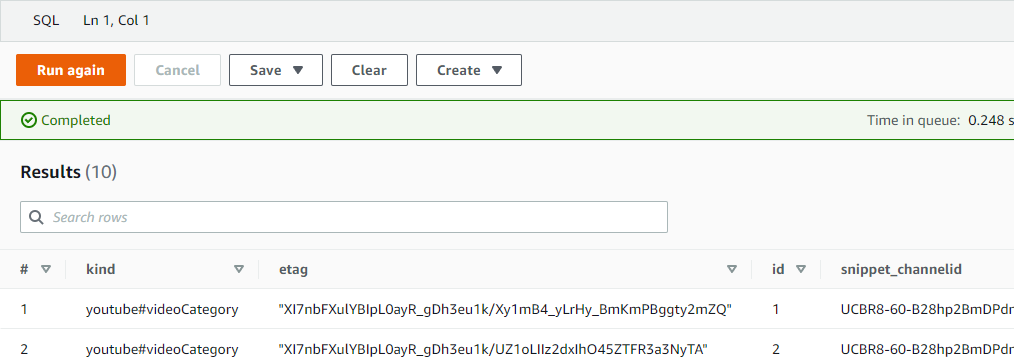 SQL Ln 1, Col 1
Run again Cancel Save Clear Create
Completed Time in queue: 0.248 s
Results (10)
Search rows
# kind etag id snippet_channelid
1 youtube#videoCategory "XI7nbFXulYBIpL0ayR_gDh3eu1k/Xy1mB4_yLrHy_BmKmPBggty2mZQ" 1 UCBR8-60-B28hp2BmDPdn
2 youtube#videoCategory "XI7nbFXulYBIpL0ayR_gDh3eu1k/UZ1oLIIz2dxIhO45ZTFR3a3NyTA" 2 UCBR8-60-B28hp2BmDPdn